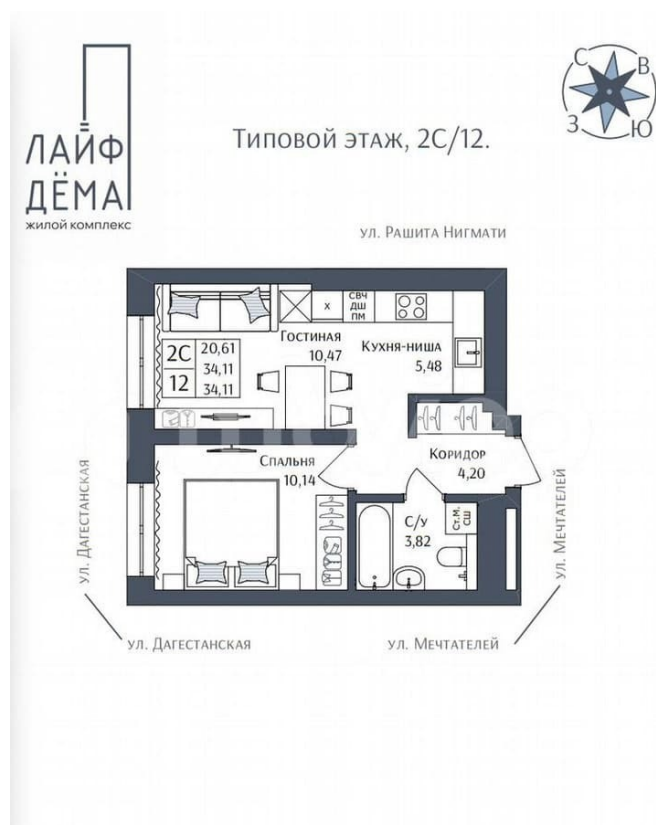 ЛАЙФ
ДЁМА
ЖИЛОЙ КОМПЛЕКС
ТИПОВОЙ ЭТАЖ, 2С/12.
С
В
З
Ю
УЛ. РАШИТА НИГМАТИ
СВЧ
ДШ
ПМ
X
ГОСТИНАЯ
10,47
КУХНЯ-НИША
5,48
2С
12
20,61
34,11
34,11
СПАЛЬНЯ
10,14
КОРИДОР
4,20
С/У
3,82
СТ.М.
СШ
УЛ. ДАГЕСТАНСКАЯ
УЛ. МЕЧТАТЕЛЕЙ
УЛ. ДАГЕСТАНСКАЯ
УЛ. МЕЧТАТЕЛЕЙ